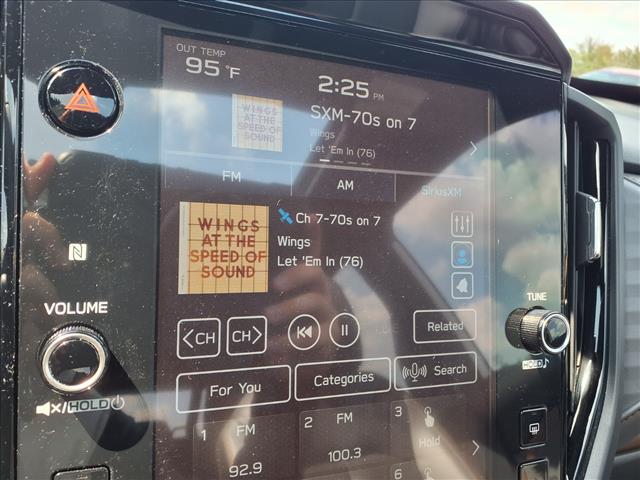 OUT TEMP
95 °F
2:25 PM
WINGS
AT THE
SPEED OF
SOUND
SXM-70s on 7
Wings
Let 'Em In (76)
FM
AM
SiriusXM
WINGS
AT THE
SPEED OF
SOUND
Ch 7-70s on 7
Wings
Let 'Em In (76)
N
VOLUME
HOLD
TUNE
HOLD
<CH
CH>
LIVE
Related
For You
Categories
Search
1 FM
92.9
2 FM
100.3
3
Hold
6